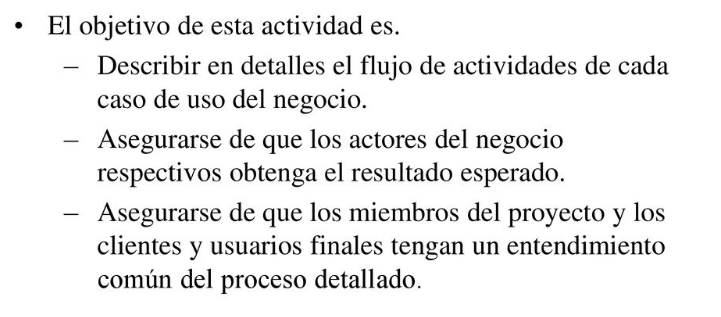 • El objetivo de esta actividad es.
– Describir en detalles el flujo de actividades de cada
caso de uso del negocio.
– Asegurarse de que los actores del negocio
respectivos obtenga el resultado esperado.
– Asegurarse de que los miembros del proyecto y los
clientes y usuarios finales tengan un entendimiento
común del proceso detallado.